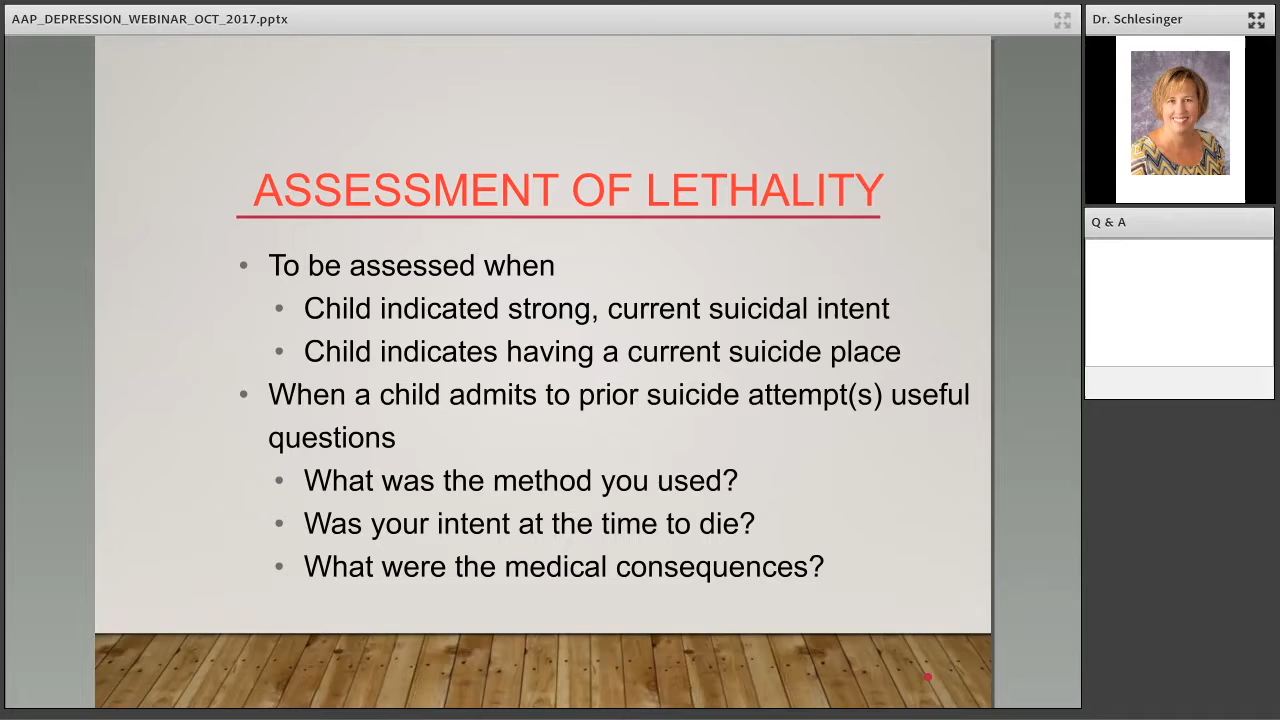 AAP_DEPRESSION_WEBINAR_OCT_2017.pptx
Dr. Schlesinger
Q & A
ASSESSMENT OF LETHALITY
• To be assessed when
• Child indicated strong, current suicidal intent
• Child indicates having a current suicide place
• When a child admits to prior suicide attempt(s) useful
questions
• What was the method you used?
• Was your intent at the time to die?
• What were the medical consequences?